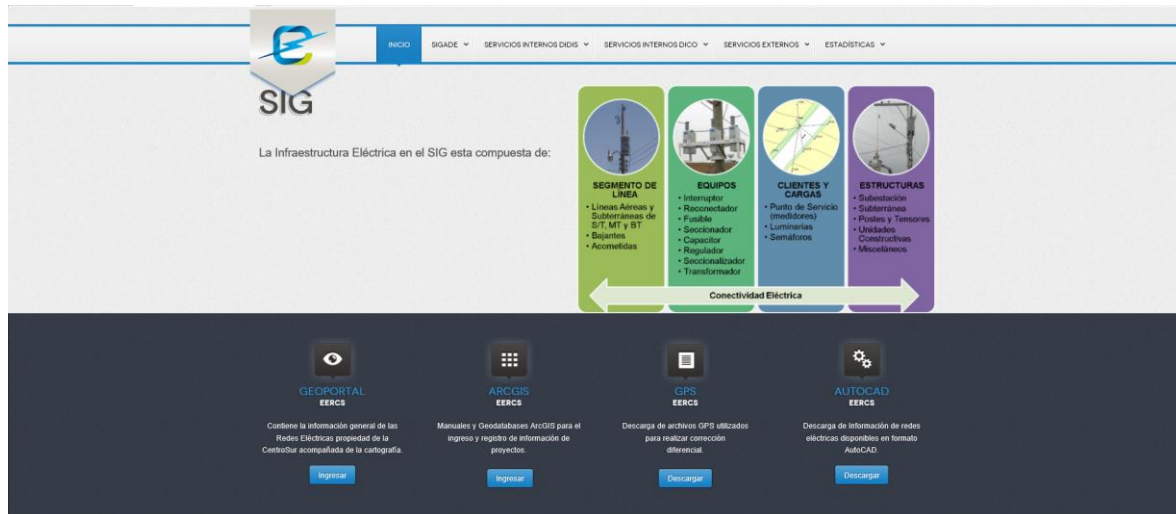 INICIO
SIGADE
SERVICIOS INTERNOS DIDIS
SERVICIOS INTERNOS DICO
SERVICIOS EXTERNOS
ESTADÍSTICAS
SIG
La Infraestructura Eléctrica en el SIG esta compuesta de:
SEGMENTO DE
LÍNEA
• Líneas Aéreas y
Subterráneas de
S/T, MT y BT
• Bajantes
• Acometidas
EQUIPOS
• Interruptor
• Reconectador
• Fusible
• Seccionador
• Capacitor
• Regulador
• Seccionalizador
• Transformador
CLIENTES Y
CARGAS
• Punto de Servicio
(medidores)
• Luminarias
• Semáforos
ESTRUCTURAS
• Subestación
• Subterránea
• Postes y Tensores
• Unidades
Constructivas
• Misceláneos
Conectividad Eléctrica
GEOPORTAL
EERCS
Contiene la información general de las
Redes Eléctricas propiedad de la
CentroSur acompañada de la cartografía.
Ingresar
ARCGIS
EERCS
Manuales y Geodatabases ArcGIS para el
ingreso y registro de información de
proyectos.
Ingresar
GPS
EERCS
Descarga de archivos GPS utilizados
para realizar corrección
diferencial.
Descargar
AUTOCAD
EERCS
Descarga de Información de redes
eléctricas disponibles en formato
AutoCAD.
Descargar